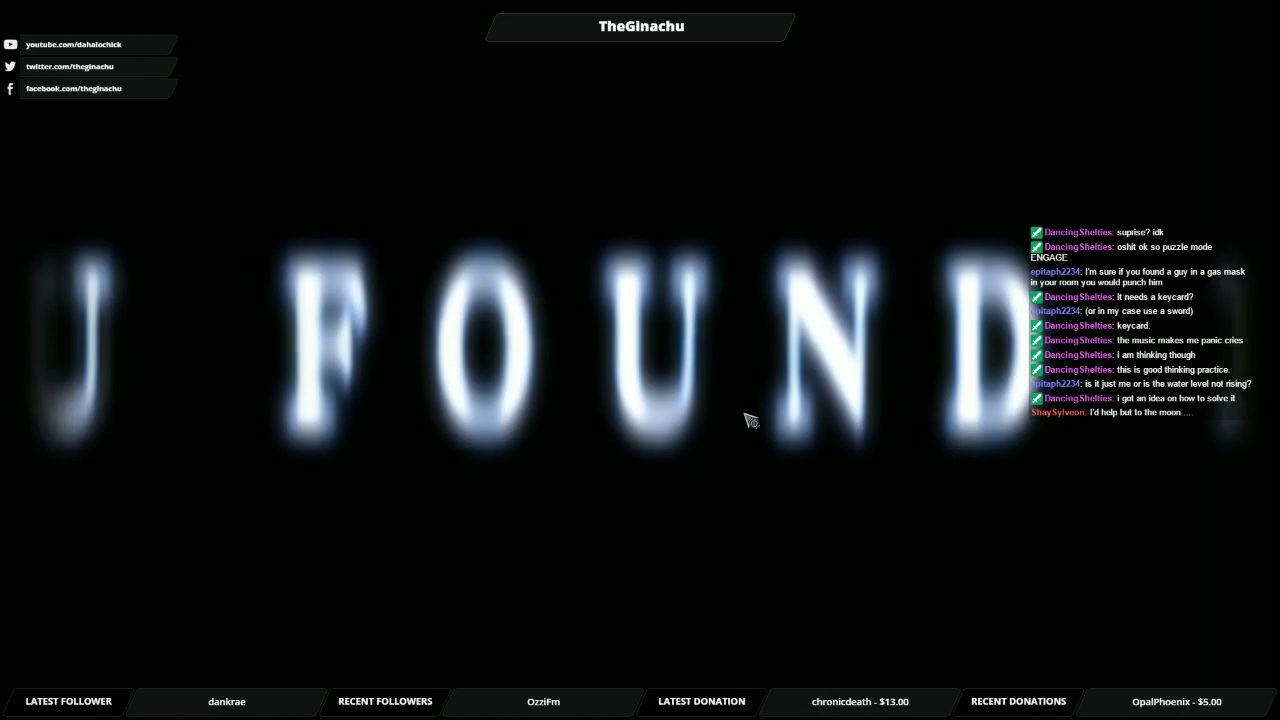 TheGinachu
youtube.com/dahalochick
twitter.com/theginachu
facebook.com/theginachu
U FOUND
DancingShelties: suprise? idk
DancingShelties: oshit ok so puzzle mode
ENGAGE
epitaph2234: I'm sure if you found a guy in a gas mask
in your room you would punch him
DancingShelties: it needs a keycard?
epitaph2234: (or in my case use a sword)
DancingShelties: keycard.
DancingShelties: the music makes me panic cries
DancingShelties: i am thinking though
DancingShelties: this is good thinking practice.
epitaph2234: is it just me or is the water level not rising?
DancingShelties: i got an idea on how to solve it
ShaySylveon: I'd help but to the moon.....
LATEST FOLLOWER dankrae RECENT FOLLOWERS OzziFm LATEST DONATION chronicdeath - $13.00 RECENT DONATIONS OpalPhoenix - $5.00